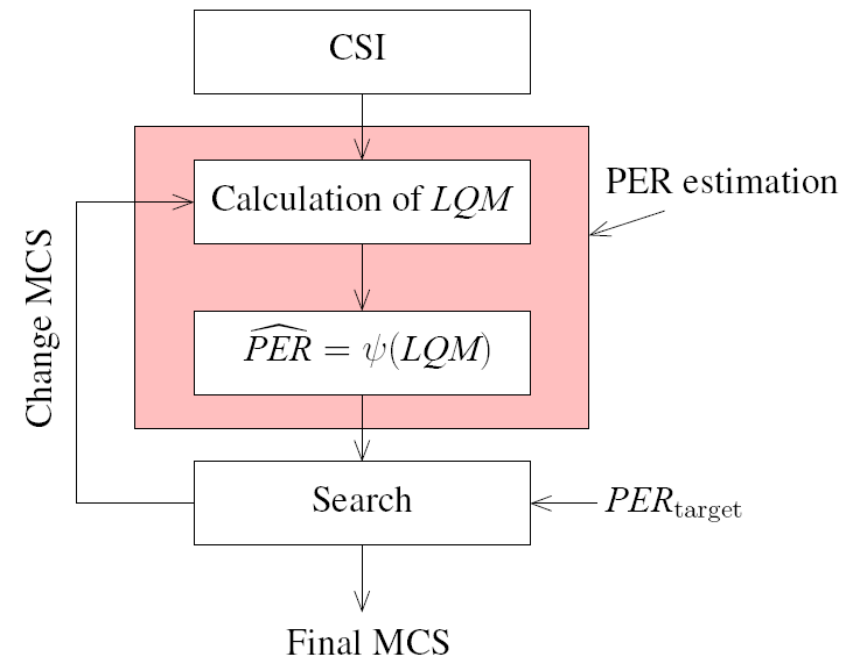 CSI
Calculation of LQM
PER estimation
Change MCS
$\widehat{PER} = \psi(LQM)$
Search
$PER_{\text{target}}$
Final MCS